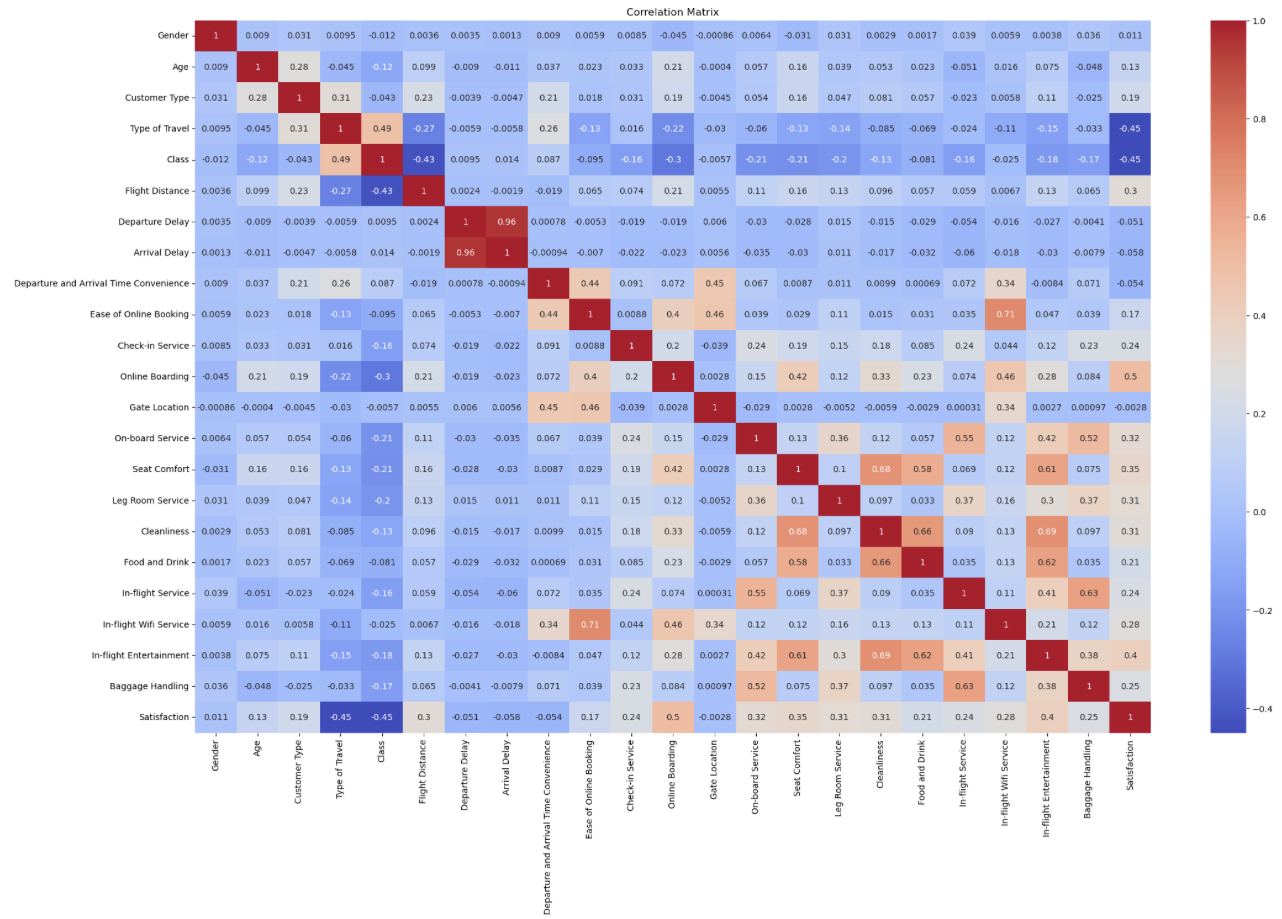 Correlation Matrix
Gender 1 0.009 0.031 0.0095 -0.012 0.0036 0.0035 0.0013 0.009 0.0059 0.0085 -0.045 -0.00086 0.0064 -0.031 0.031 0.0029 0.0017 0.039 0.0059 0.0038 0.036 0.011
Age 0.009 1 0.28 -0.045 -0.12 0.099 -0.009 -0.011 0.037 0.023 0.033 0.21 -0.0004 0.057 0.16 0.039 0.053 0.023 -0.051 0.016 0.075 -0.048 0.13
Customer Type 0.031 0.28 1 0.31 -0.043 0.23 -0.0039 -0.0047 0.21 0.018 0.031 0.19 -0.0045 0.054 0.16 0.047 0.081 0.057 -0.023 0.0058 0.11 -0.025 0.19
Type of Travel 0.0095 -0.045 0.31 1 0.49 -0.27 -0.0059 -0.0058 0.26 -0.13 0.016 -0.22 -0.03 -0.06 -0.13 -0.14 -0.085 -0.069 -0.024 -0.11 -0.15 -0.033 -0.45
Class -0.012 -0.12 -0.043 0.49 1 -0.43 0.0095 0.014 0.087 -0.095 -0.16 -0.3 -0.0057 -0.21 -0.21 -0.2 -0.13 -0.081 -0.16 -0.025 -0.18 -0.17 -0.45
Flight Distance 0.0036 0.099 0.23 -0.27 -0.43 1 0.0024 -0.0019 -0.019 0.065 0.074 0.21 0.0055 0.11 0.16 0.13 0.096 0.057 0.059 0.0067 0.13 0.065 0.3
Departure Delay 0.0035 -0.009 -0.0039 -0.0059 0.0095 0.0024 1 0.96 0.00078 -0.0053 -0.019 -0.019 0.006 -0.03 -0.028 0.015 -0.015 -0.029 -0.054 -0.016 -0.027 -0.0041 -0.051
Arrival Delay 0.0013 -0.011 -0.0047 -0.0058 0.014 -0.0019 0.96 1 -0.00094 -0.007 -0.022 -0.023 0.0056 -0.035 -0.03 0.011 -0.017 -0.032 -0.06 -0.018 -0.03 -0.0079 -0.058
Departure and Arrival Time Convenience 0.009 0.037 0.21 0.26 0.087 -0.019 0.00078 -0.00094 1 0.44 0.091 0.072 0.45 0.067 0.0087 0.011 0.0099 0.00069 0.072 0.34 -0.0084 0.071 -0.054
Ease of Online Booking 0.0059 0.023 0.018 -0.13 -0.095 0.065 -0.0053 -0.007 0.44 1 0.0088 0.4 0.46 0.039 0.029 0.11 0.015 0.031 0.035 0.71 0.047 0.039 0.17
Check-in Service 0.0085 0.033 0.031 0.016 -0.16 0.074 -0.019 -0.022 0.091 0.0088 1 0.2 -0.039 0.24 0.19 0.15 0.18 0.085 0.24 0.044 0.12 0.23 0.24
Online Boarding -0.045 0.21 0.19 -0.22 -0.3 0.21 -0.019 -0.023 0.072 0.4 0.2 1 0.0028 0.15 0.42 0.12 0.33 0.23 0.074 0.46 0.28 0.084 0.5
Gate Location -0.00086 -0.0004 -0.0045 -0.03 -0.0057 0.0055 0.006 0.0056 0.45 0.46 -0.039 0.0028 1 -0.029 0.0028 -0.0052 -0.0059 -0.0029 0.00031 0.34 0.0027 0.00097 -0.0028
On-board Service 0.0064 0.057 0.054 -0.06 -0.21 0.11 -0.03 -0.035 0.067 0.039 0.24 0.15 -0.029 1 0.13 0.36 0.12 0.057 0.55 0.12 0.42 0.52 0.32
Seat Comfort -0.031 0.16 0.16 -0.13 -0.21 0.16 -0.028 -0.03 0.0087 0.029 0.19 0.42 0.0028 0.13 1 0.1 0.68 0.58 0.069 0.12 0.61 0.075 0.35
Leg Room Service 0.031 0.039 0.047 -0.14 -0.2 0.13 0.015 0.011 0.011 0.11 0.15 0.12 -0.0052 0.36 0.1 1 0.097 0.033 0.37 0.16 0.3 0.37 0.31
Cleanliness 0.0029 0.053 0.081 -0.085 -0.13 0.096 -0.015 -0.017 0.0099 0.015 0.18 0.33 -0.0059 0.12 0.68 0.097 1 0.66 0.09 0.13 0.69 0.097 0.31
Food and Drink 0.0017 0.023 0.057 -0.069 -0.081 0.057 -0.029 -0.032 0.00069 0.031 0.085 0.23 -0.0029 0.057 0.58 0.033 0.66 1 0.035 0.13 0.62 0.035 0.21
In-flight Service 0.039 -0.051 -0.023 -0.024 -0.16 0.059 -0.054 -0.06 0.072 0.035 0.24 0.074 0.00031 0.55 0.069 0.37 0.09 0.035 1 0.11 0.41 0.63 0.24
In-flight Wifi Service 0.0059 0.016 0.0058 -0.11 -0.025 0.0067 -0.016 -0.018 0.34 0.71 0.044 0.46 0.34 0.12 0.12 0.16 0.13 0.13 0.11 1 0.21 0.12 0.28
In-flight Entertainment 0.0038 0.075 0.11 -0.15 -0.18 0.13 -0.027 -0.03 -0.0084 0.047 0.12 0.28 0.0027 0.42 0.61 0.3 0.69 0.62 0.41 0.21 1 0.38 0.4
Baggage Handling 0.036 -0.048 -0.025 -0.033 -0.17 0.065 -0.0041 -0.0079 0.071 0.039 0.23 0.084 0.00097 0.52 0.075 0.37 0.097 0.035 0.63 0.12 0.38 1 0.25
Satisfaction 0.011 0.13 0.19 -0.45 -0.45 0.3 -0.051 -0.058 -0.054 0.17 0.24 0.5 -0.0028 0.32 0.35 0.31 0.31 0.21 0.24 0.28 0.4 0.25 1
Gender
Age
Customer Type
Type of Travel
Class
Flight Distance
Departure Delay
Arrival Delay
Departure and Arrival Time Convenience
Ease of Online Booking
Check-in Service
Online Boarding
Gate Location
On-board Service
Seat Comfort
Leg Room Service
Cleanliness
Food and Drink
In-flight Service
In-flight Wifi Service
In-flight Entertainment
Baggage Handling
Satisfaction
1.0
0.8
0.6
0.4
0.2
0.0
−0.2
−0.4